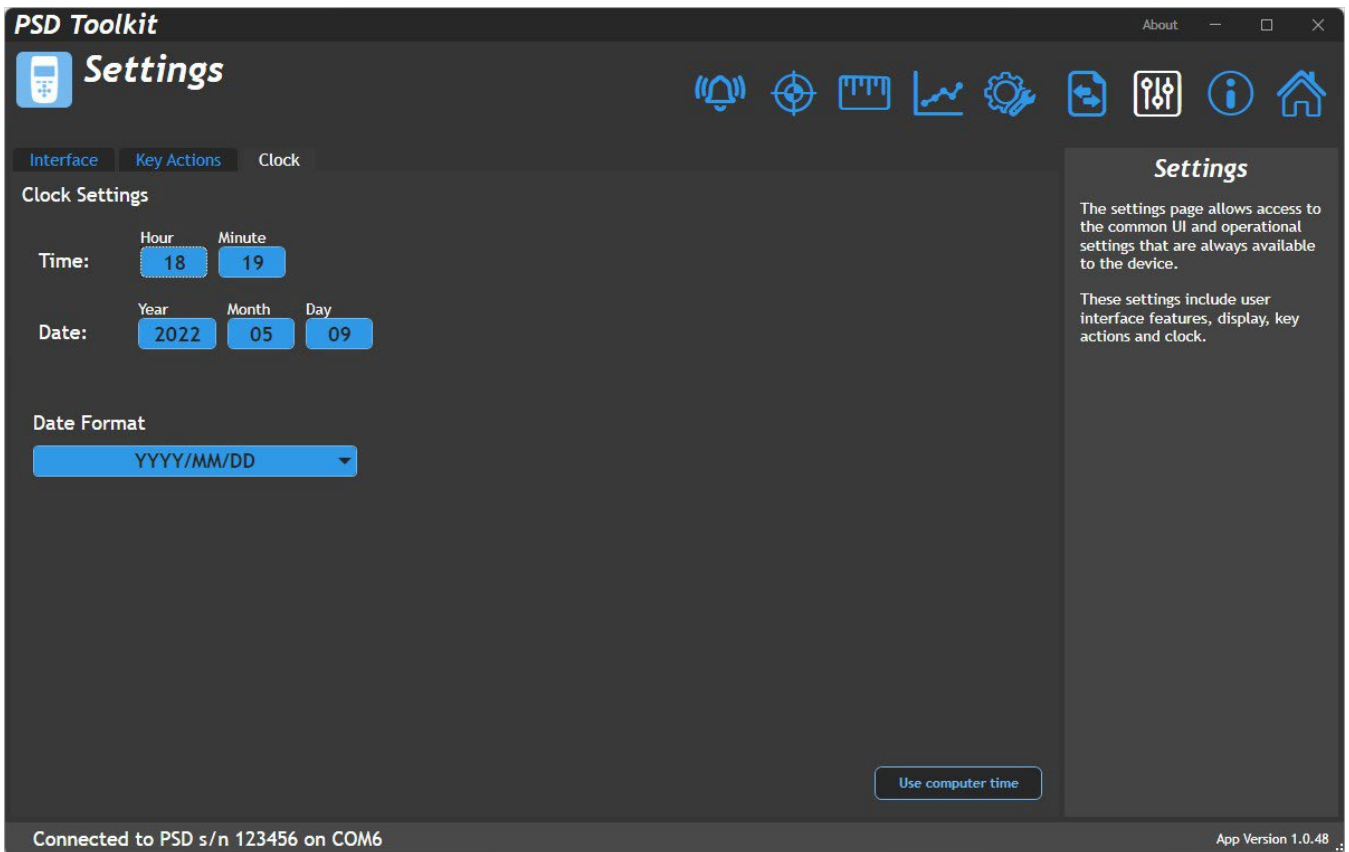 PSD Toolkit
About
Settings
Interface Key Actions Clock
Clock Settings
Hour Minute
Time: 18 19
Year Month Day
Date: 2022 05 09
Date Format
YYYY/MM/DD
Use computer time
Settings
The settings page allows access to
the common UI and operational
settings that are always available
to the device.
These settings include user
interface features, display, key
actions and clock.
Connected to PSD s/n 123456 on COM6
App Version 1.0.48